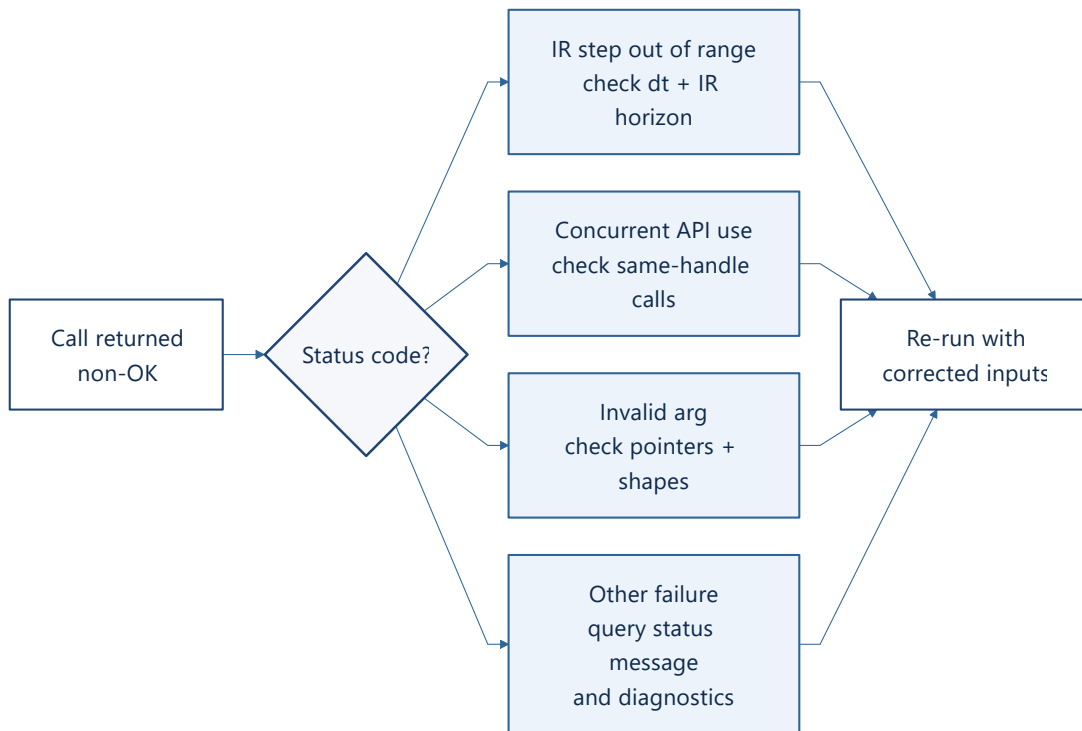 Call returned
non-OK
Status code?
IR step out of range
check dt + IR
horizon
Concurrent API use
check same-handle
calls
Invalid arg
check pointers +
shapes
Other failure
query status
message
and diagnostics
Re-run with
corrected inputs